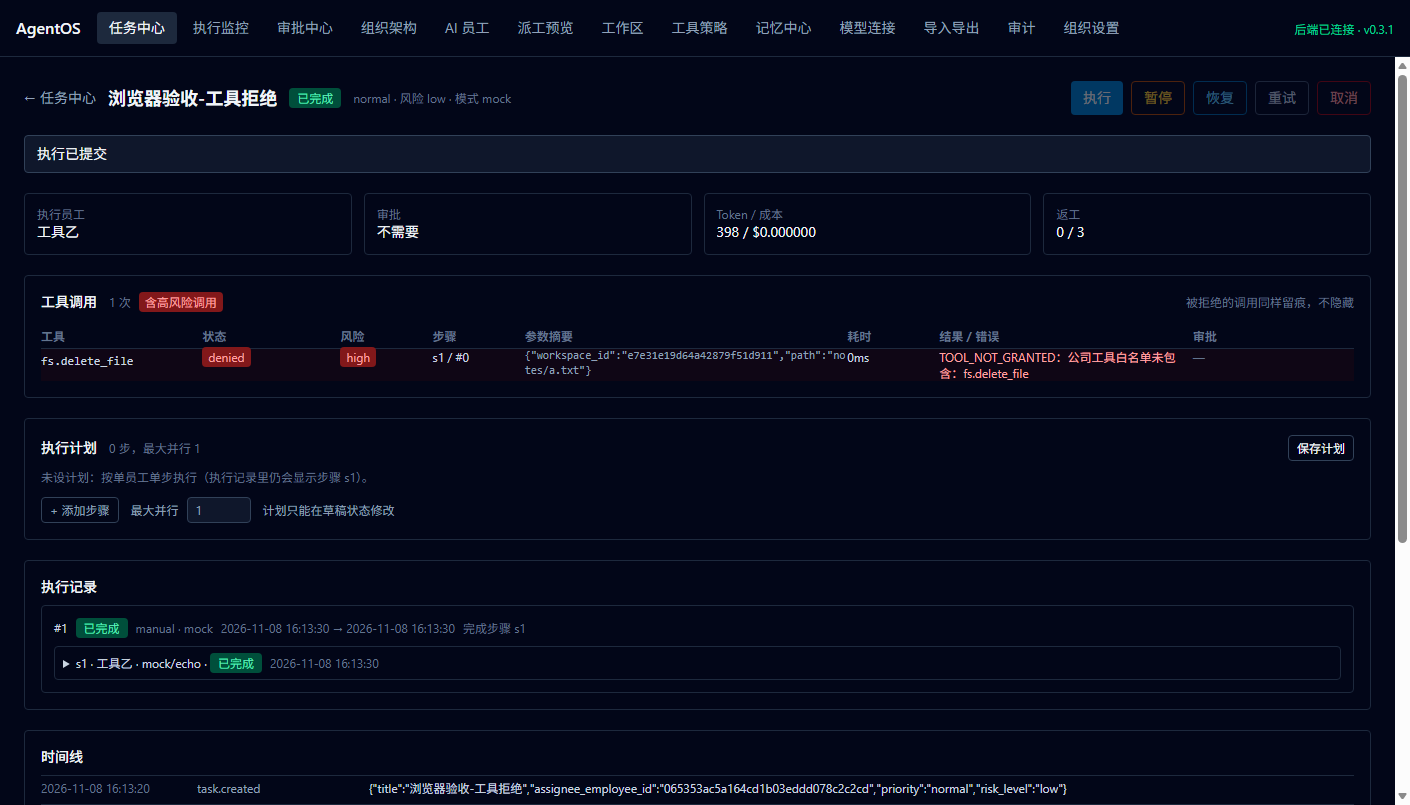 AgentOS 任务中心 执行监控 审批中心 组织架构 AI 员工 派工预览 工作区 工具策略 记忆中心 模型连接 导入导出 审计 组织设置 后端已连接 · v0.3.1
← 任务中心 浏览器验收-工具拒绝 已完成 normal · 风险 low · 模式 mock 执行 暂停 恢复 重试 取消
执行已提交
执行员工 审批 Token / 成本 返工
工具乙 不需要 398 / $0.000000 0 / 3
工具调用 1 次 含高风险调用 被拒绝的调用同样留痕，不隐藏
工具 状态 风险 步骤 参数摘要 耗时 结果 / 错误 审批
fs.delete_file denied high s1 / #0 {"workspace_id":"e7e31e19d64a42879f51d911","path":"no 0ms TOOL_NOT_GRANTED：公司工具白名单未包 —
tes/a.txt"} 含：fs.delete_file
执行计划 0 步，最大并行 1 保存计划
未设计划：按单员工单步执行（执行记录里仍会显示步骤 s1）。
+ 添加步骤 最大并行 1 计划只能在草稿状态修改
执行记录
#1 已完成 manual · mock 2026-11-08 16:13:30 → 2026-11-08 16:13:30 完成步骤 s1
▶ s1 · 工具乙 · mock/echo · 已完成 2026-11-08 16:13:30
时间线
2026-11-08 16:13:20 task.created {"title":"浏览器验收-工具拒绝","assignee_employee_id":"065353ac5a164cd1b03eddd078c2c2cd","priority":"normal","risk_level":"low"}